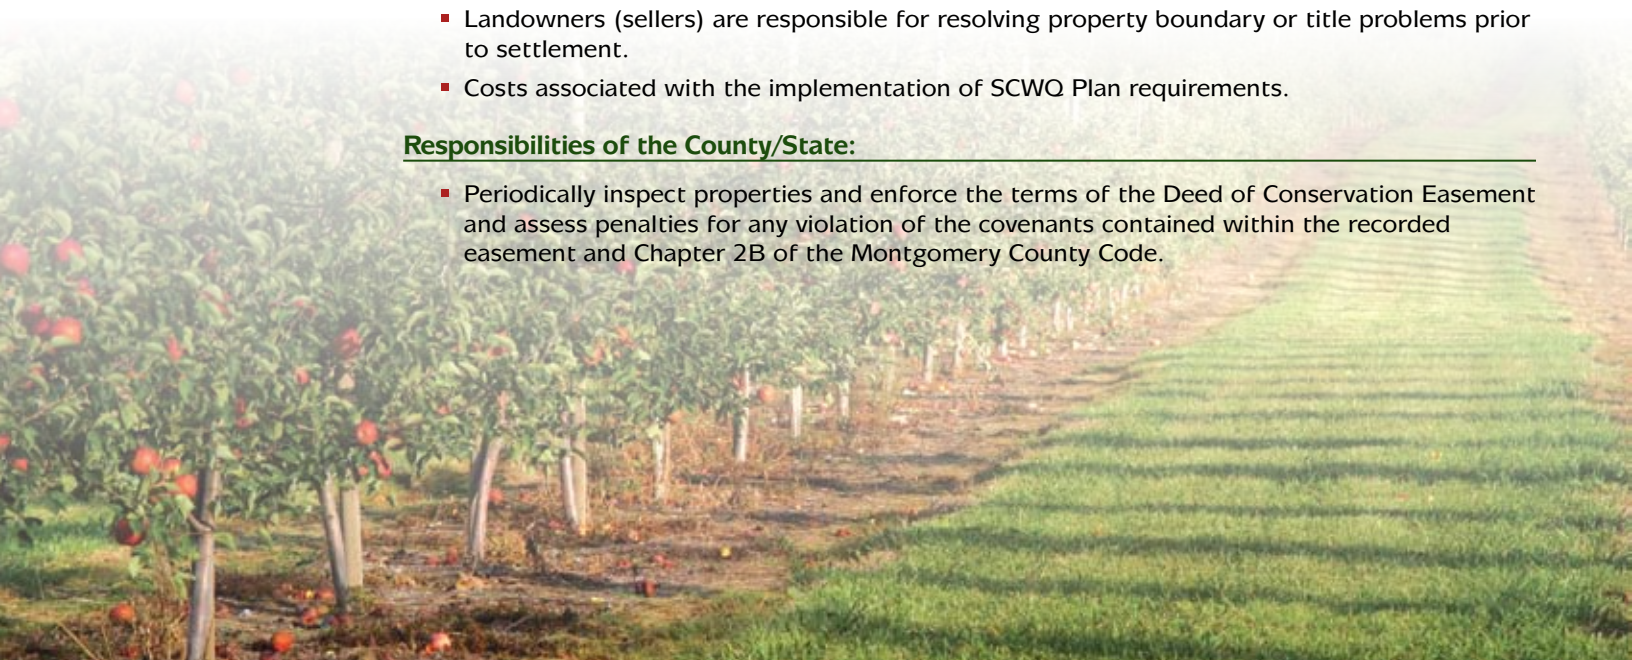 Landowners (sellers) are responsible for resolving property boundary or title problems prior
to settlement.
Costs associated with the implementation of SCWQ Plan requirements.
Responsibilities of the County/State:
Periodically inspect properties and enforce the terms of the Deed of Conservation Easement
and assess penalties for any violation of the covenants contained within the recorded
easement and Chapter 2B of the Montgomery County Code.